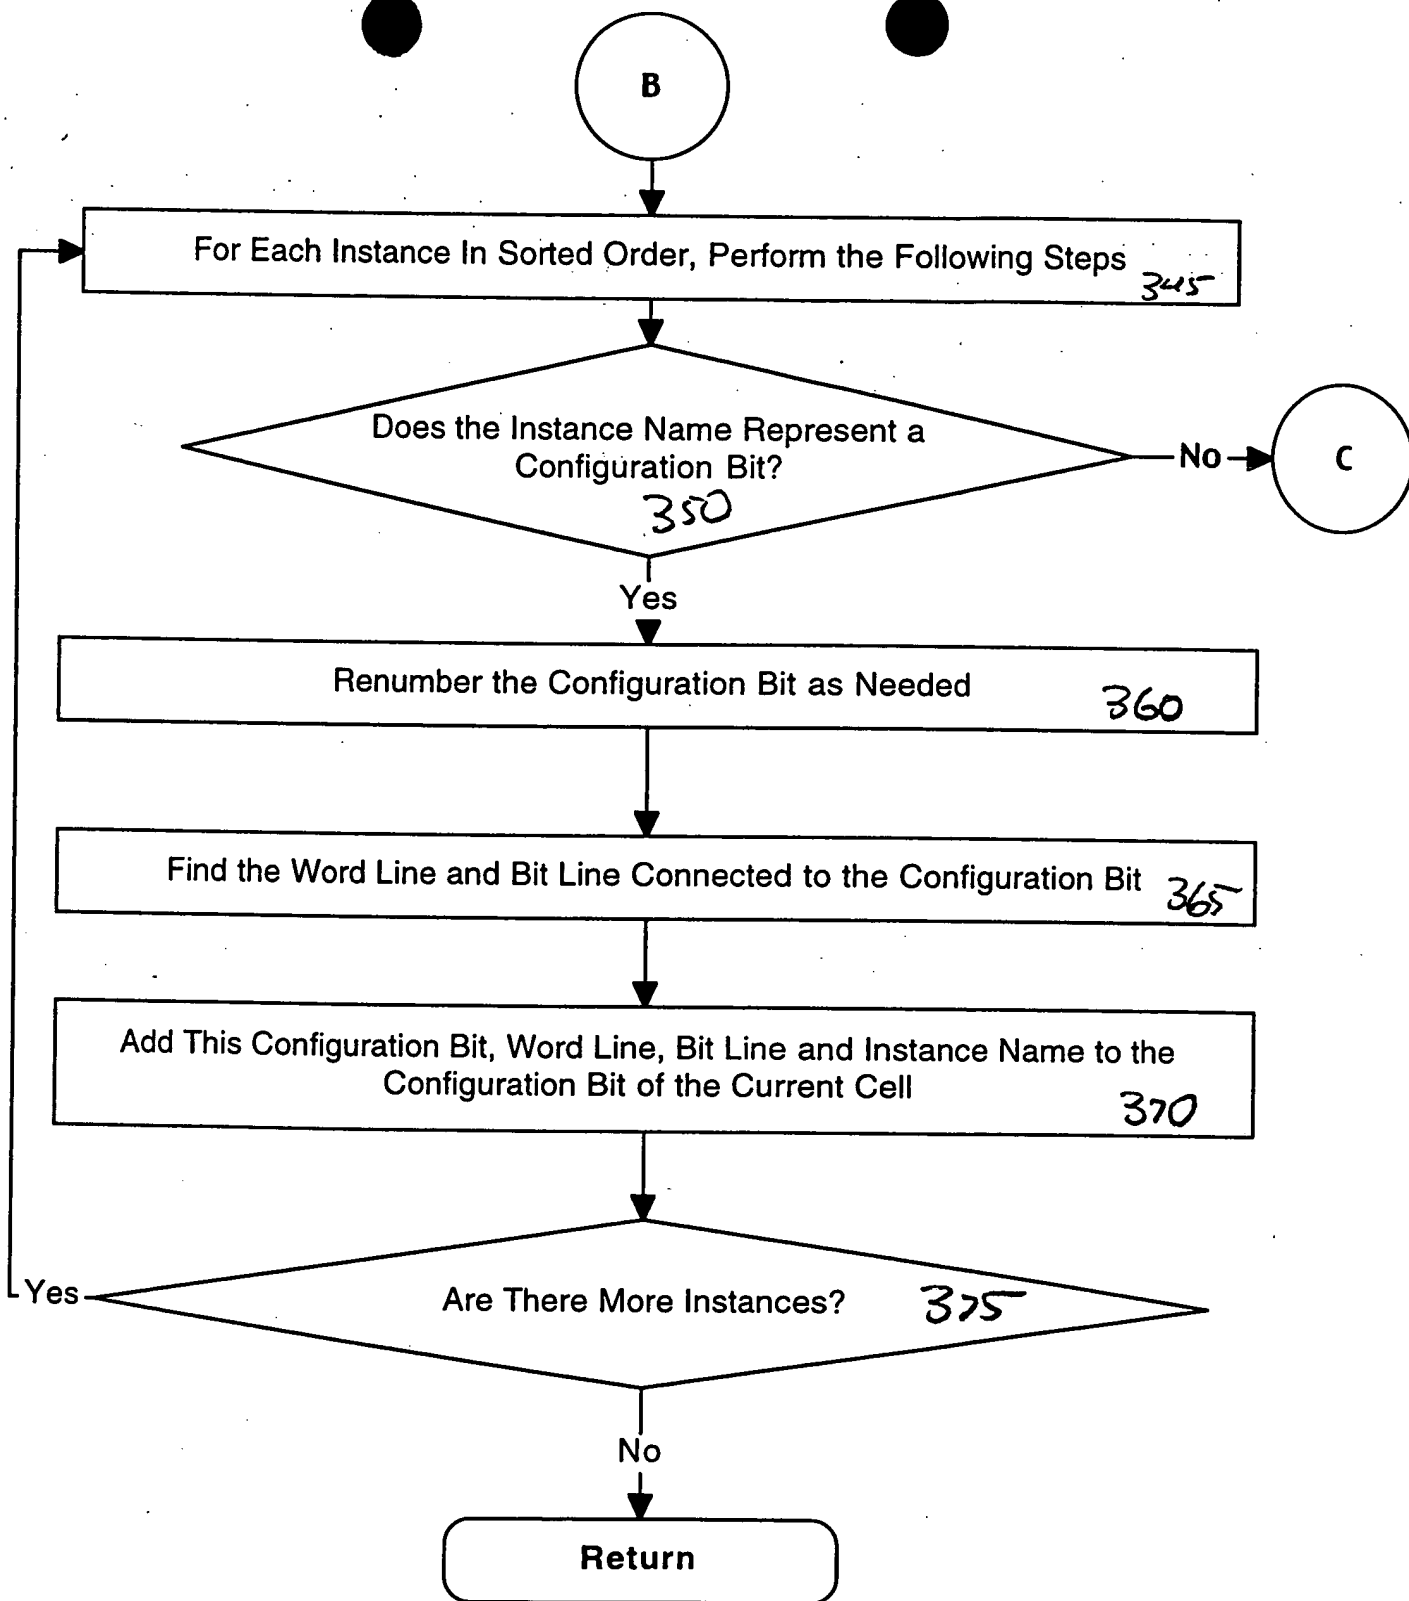 B
For Each Instance In Sorted Order, Perform the Following Steps
345
Does the Instance Name Represent a
Configuration Bit?
350
No
C
Yes
Renumber the Configuration Bit as Needed
360
Find the Word Line and Bit Line Connected to the Configuration Bit
365
Add This Configuration Bit, Word Line, Bit Line and Instance Name to the
Configuration Bit of the Current Cell
370
Yes
Are There More Instances?
375
No
Return